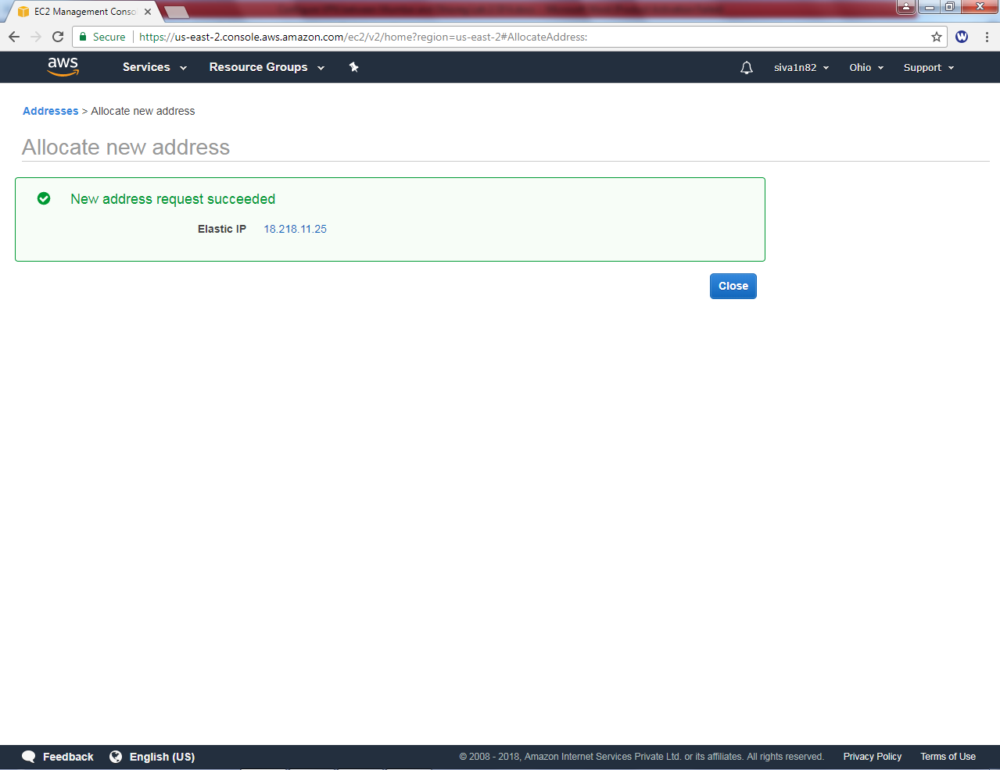 EC2 Management Conso
Secure https://us-east-2.console.aws.amazon.com/ec2/v2/home?region=us-east-2#AllocateAddress:
W
aws Services Resource Groups siva1n82 Ohio Support
Addresses > Allocate new address
Allocate new address
New address request succeeded
Elastic IP 18.218.11.25
Close
Feedback English (US) © 2008 - 2018, Amazon Internet Services Private Ltd. or its affiliates. All rights reserved. Privacy Policy Terms of Use